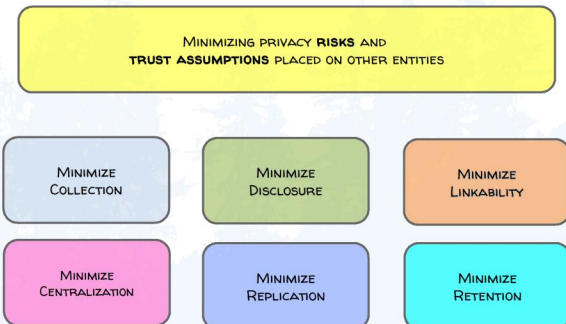 Minimizing privacy risks and
trust assumptions placed on other entities
Minimize
Collection
Minimize
Disclosure
Minimize
Linkability
Minimize
Centralization
Minimize
Replication
Minimize
Retention